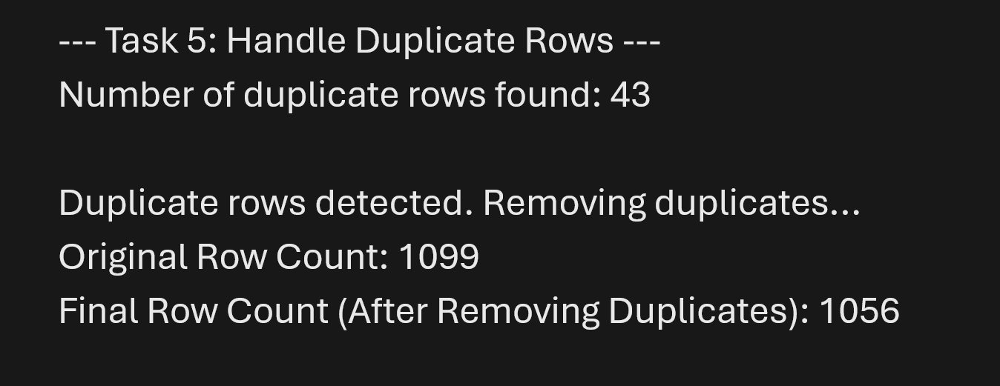 --- Task 5: Handle Duplicate Rows ---
Number of duplicate rows found: 43
Duplicate rows detected. Removing duplicates...
Original Row Count: 1099
Final Row Count (After Removing Duplicates): 1056